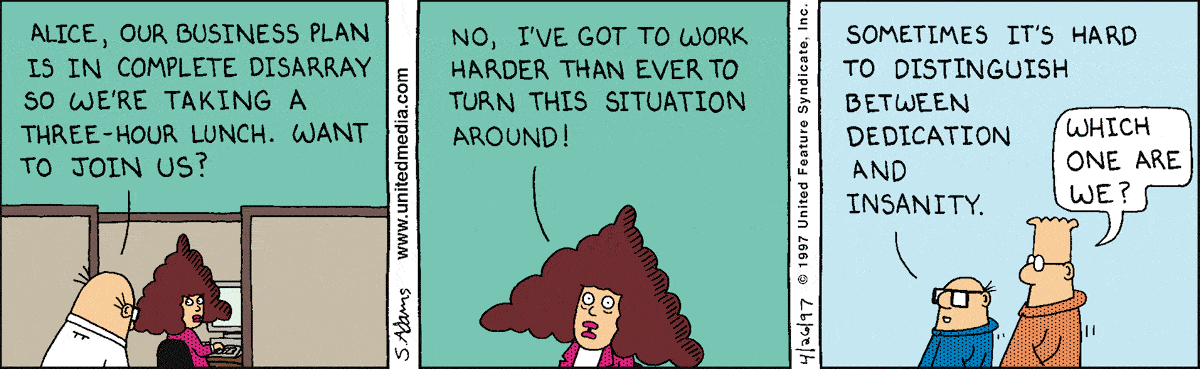 ALICE, OUR BUSINESS PLAN
IS IN COMPLETE DISARRAY
SO WE'RE TAKING A
THREE-HOUR LUNCH. WANT
TO JOIN US?
www.unitedmedia.com
S. Adams
NO, I'VE GOT TO WORK
HARDER THAN EVER TO
TURN THIS SITUATION
AROUND!
4/26/97 © 1997 United Feature Syndicate, Inc.
SOMETIMES IT'S HARD
TO DISTINGUISH
BETWEEN
DEDICATION
AND
INSANITY.
WHICH
ONE ARE
WE?